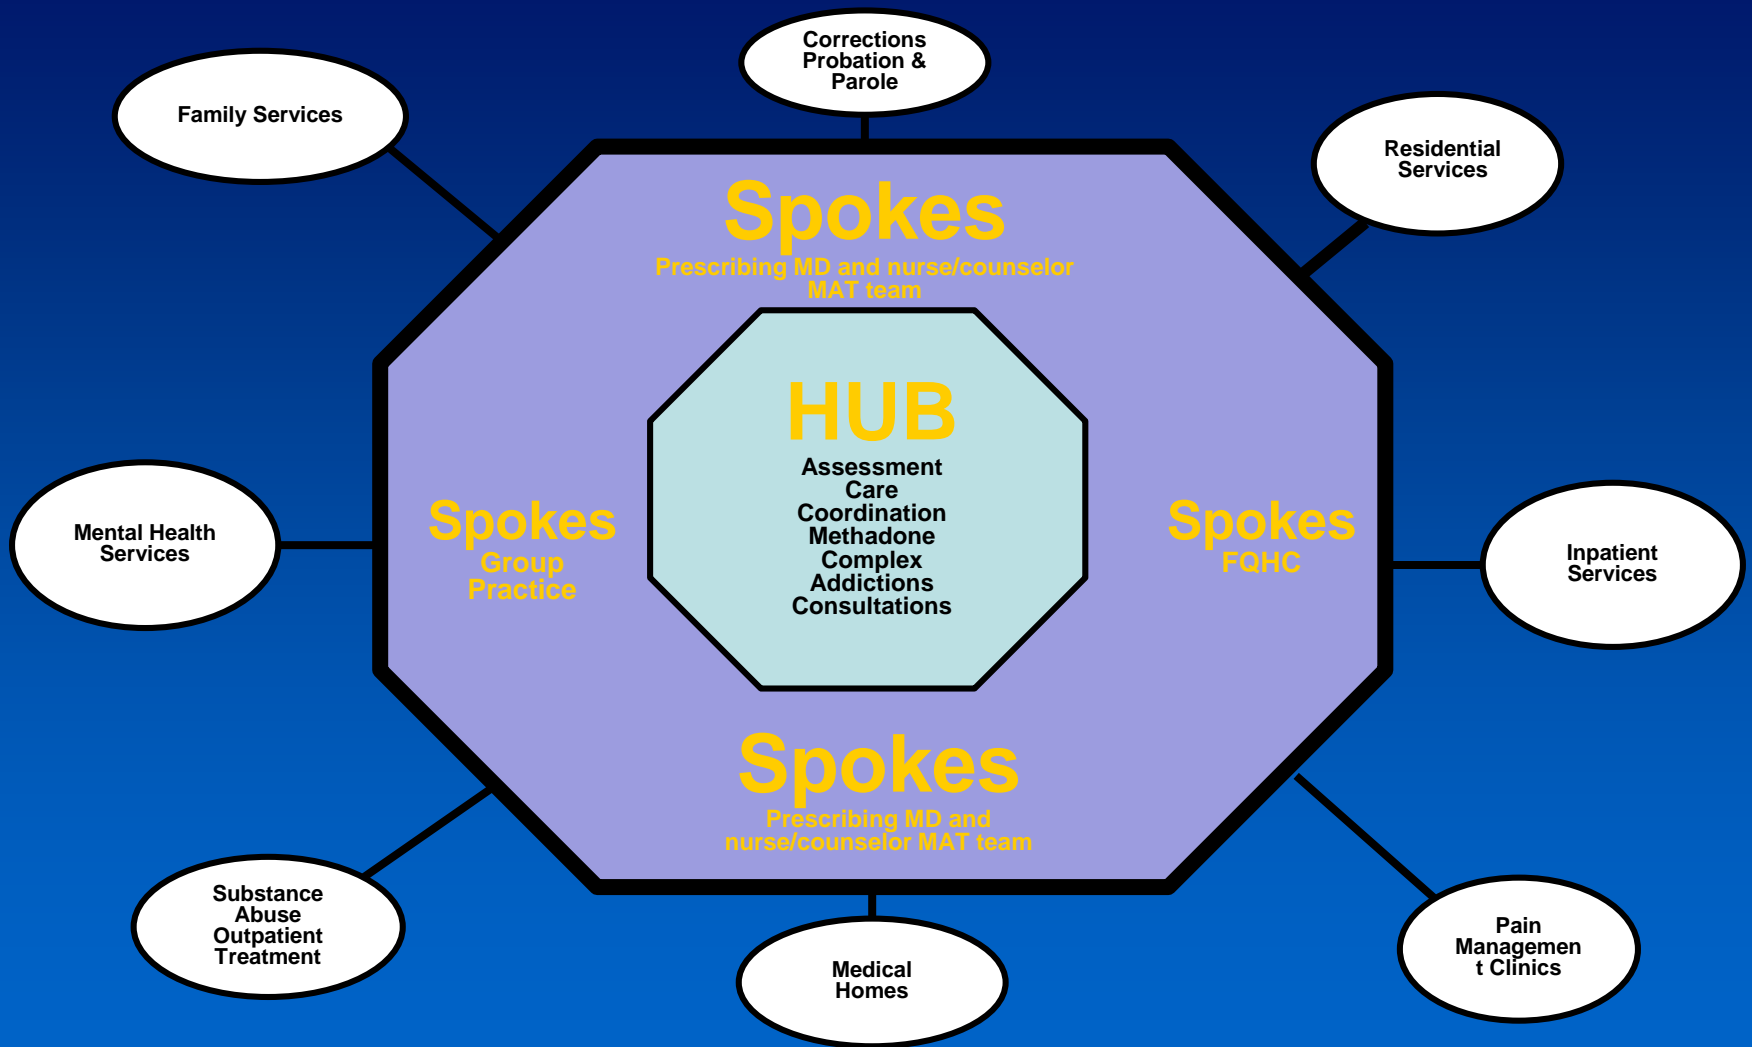 Corrections
Probation &
Parole
Family Services
Residential
Services
Spokes
Prescribing MD and nurse/counselor
MAT team
HUB
Assessment
Care
Coordination
Methadone
Complex
Addictions
Consultations
Spokes
Group
Practice
Spokes
FQHC
Mental Health
Services
Inpatient
Services
Spokes
Prescribing MD and
nurse/counselor MAT team
Substance
Abuse
Outpatient
Treatment
Medical
Homes
Pain
Managemen
t Clinics